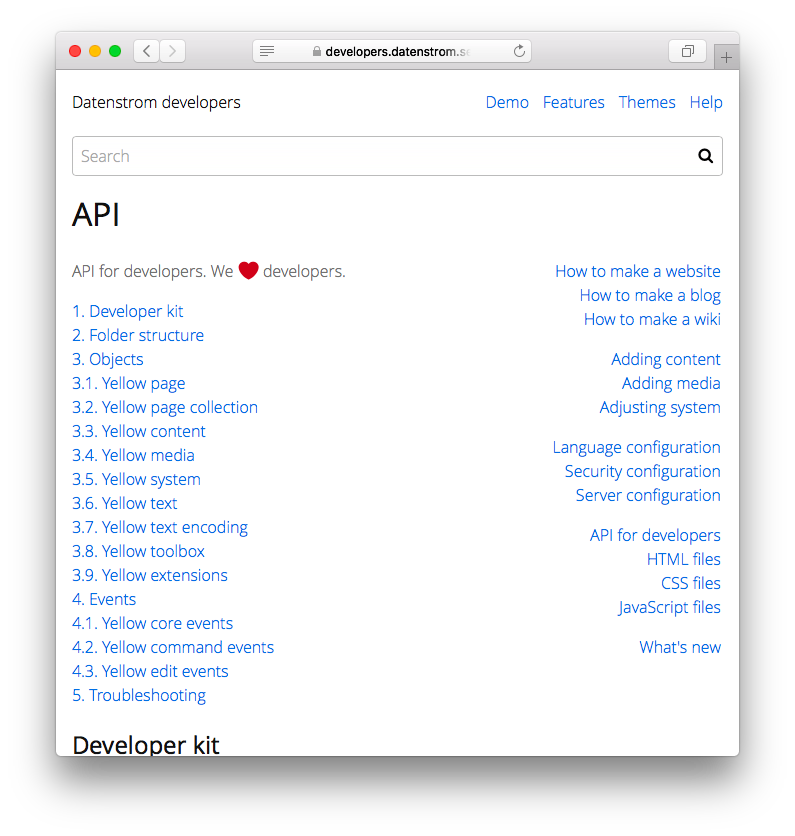 developers.datenstrom.se
Datenstrom developers
Demo Features Themes Help
Search
API
API for developers. We ❤ developers.
1. Developer kit
2. Folder structure
3. Objects
3.1. Yellow page
3.2. Yellow page collection
3.3. Yellow content
3.4. Yellow media
3.5. Yellow system
3.6. Yellow text
3.7. Yellow text encoding
3.8. Yellow toolbox
3.9. Yellow extensions
4. Events
4.1. Yellow core events
4.2. Yellow command events
4.3. Yellow edit events
5. Troubleshooting
How to make a website
How to make a blog
How to make a wiki
Adding content
Adding media
Adjusting system
Language configuration
Security configuration
Server configuration
API for developers
HTML files
CSS files
JavaScript files
What's new
Developer kit